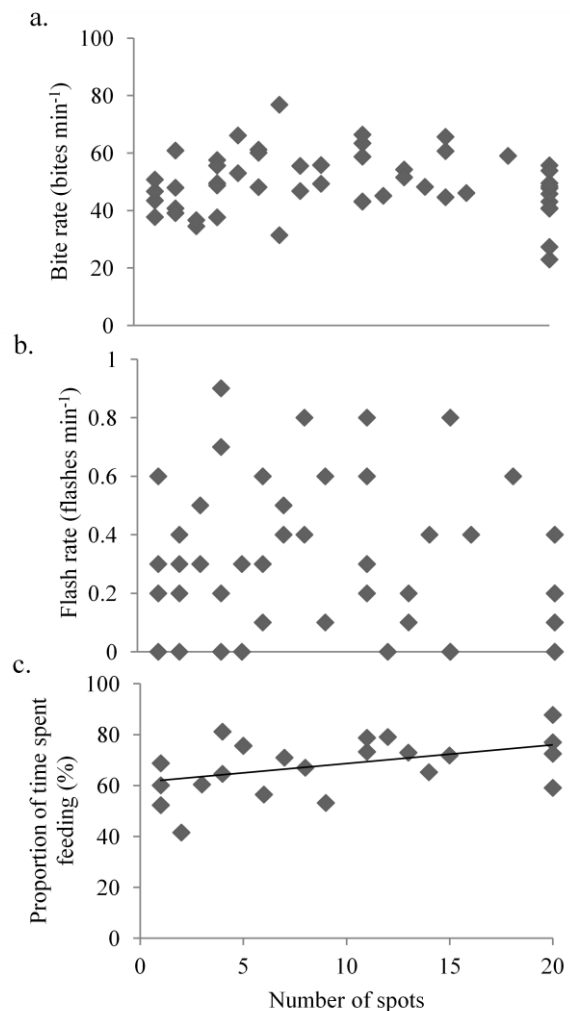 a.
100
80
60
40
20
0
Bite rate (bites min⁻¹)
b.
1
0.8
0.6
0.4
0.2
0
Flash rate (flashes min⁻¹)
c.
100
80
60
40
20
0
Proportion of time spent
feeding (%)
0 5 10 15 20
Number of spots